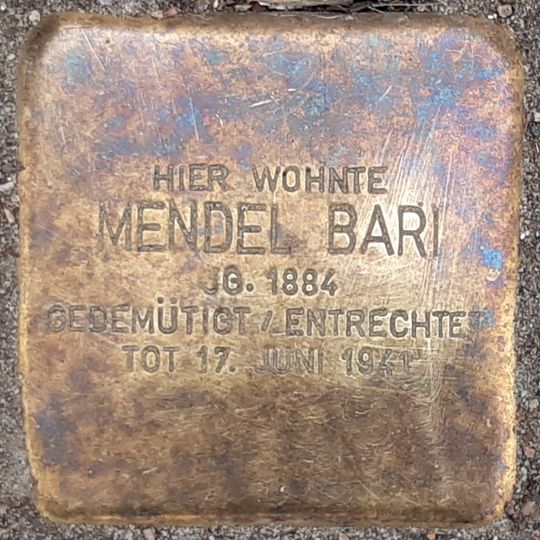 HIER WOHNTE
MENDEL BARI
JG. 1884
GEDEMÜTIGT / ENTRECHTET
TOT 17. JUNI 1941